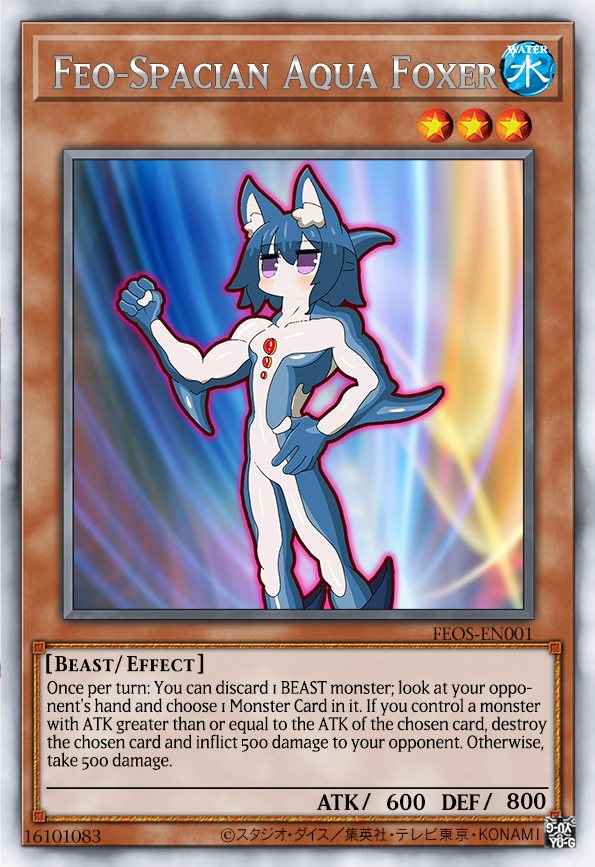 Feo-Spacian Aqua Foxer
WATER
水
FEOS-EN001
[Beast/Effect]
Once per turn: You can discard 1 BEAST monster; look at your oppo-
nent's hand and choose 1 Monster Card in it. If you control a monster
with ATK greater than or equal to the ATK of the chosen card, destroy
the chosen card and inflict 500 damage to your opponent. Otherwise,
take 500 damage.
ATK/ 600 DEF/ 800
16101083
©スタジオ・ダイス／集英社・テレビ東京・KONAMI